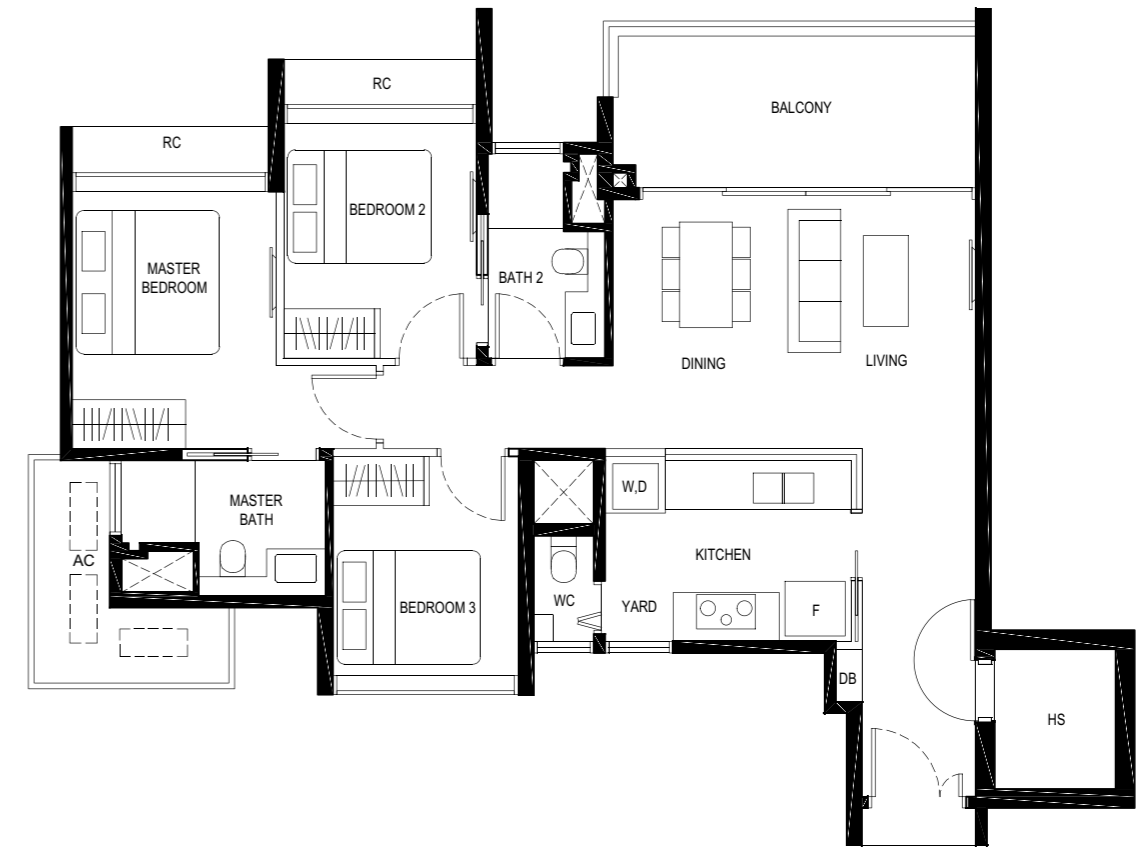 RC
BALCONY
RC
BEDROOM 2
MASTER
BEDROOM
BATH 2
DINING
LIVING
W,D
MASTER
BATH
KITCHEN
AC
WC
YARD
BEDROOM 3
F
DB
HS